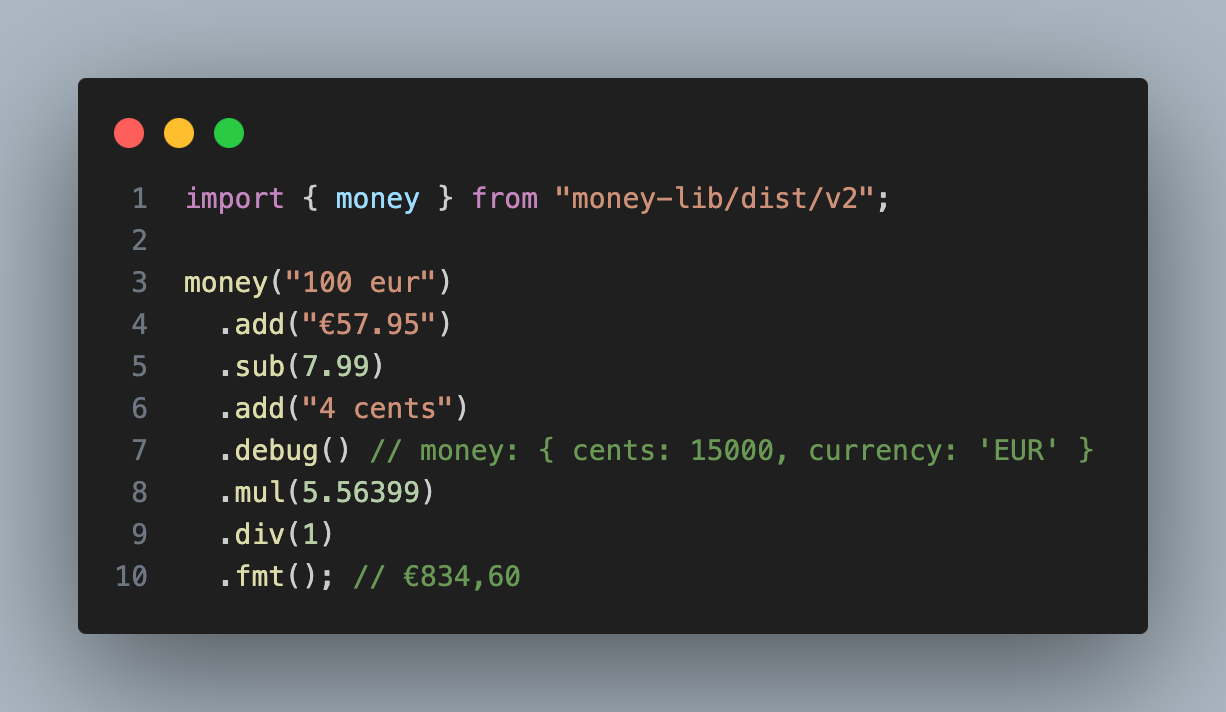 1 import { money } from "money-lib/dist/v2";
2
3 money("100 eur")
4   .add("€57.95")
5   .sub(7.99)
6   .add("4 cents")
7   .debug() // money: { cents: 15000, currency: 'EUR' }
8   .mul(5.56399)
9   .div(1)
10   .fmt(); // €834,60